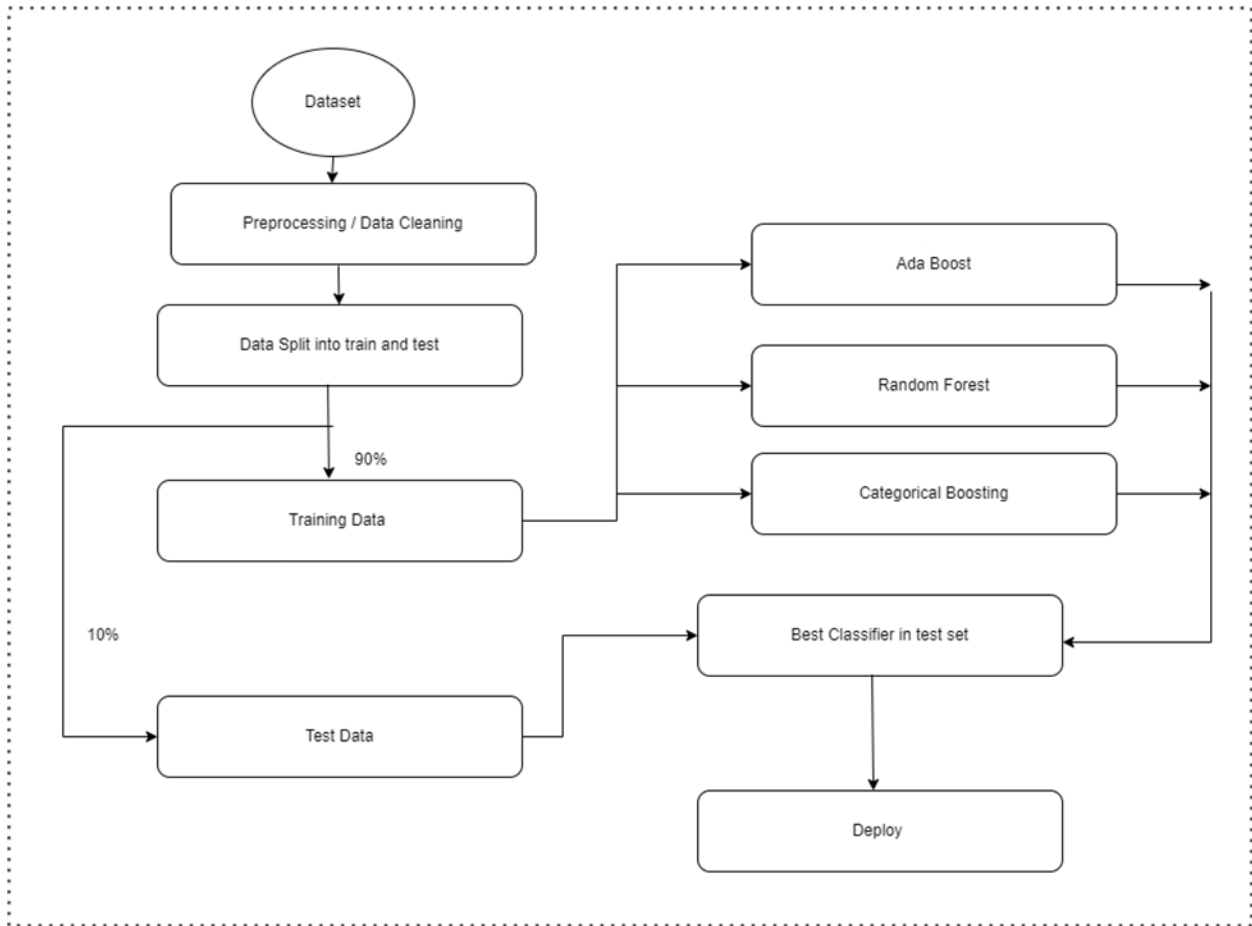 Dataset
Preprocessing / Data Cleaning
Data Split into train and test
90%
Training Data
10%
Test Data
Ada Boost
Random Forest
Categorical Boosting
Best Classifier in test set
Deploy